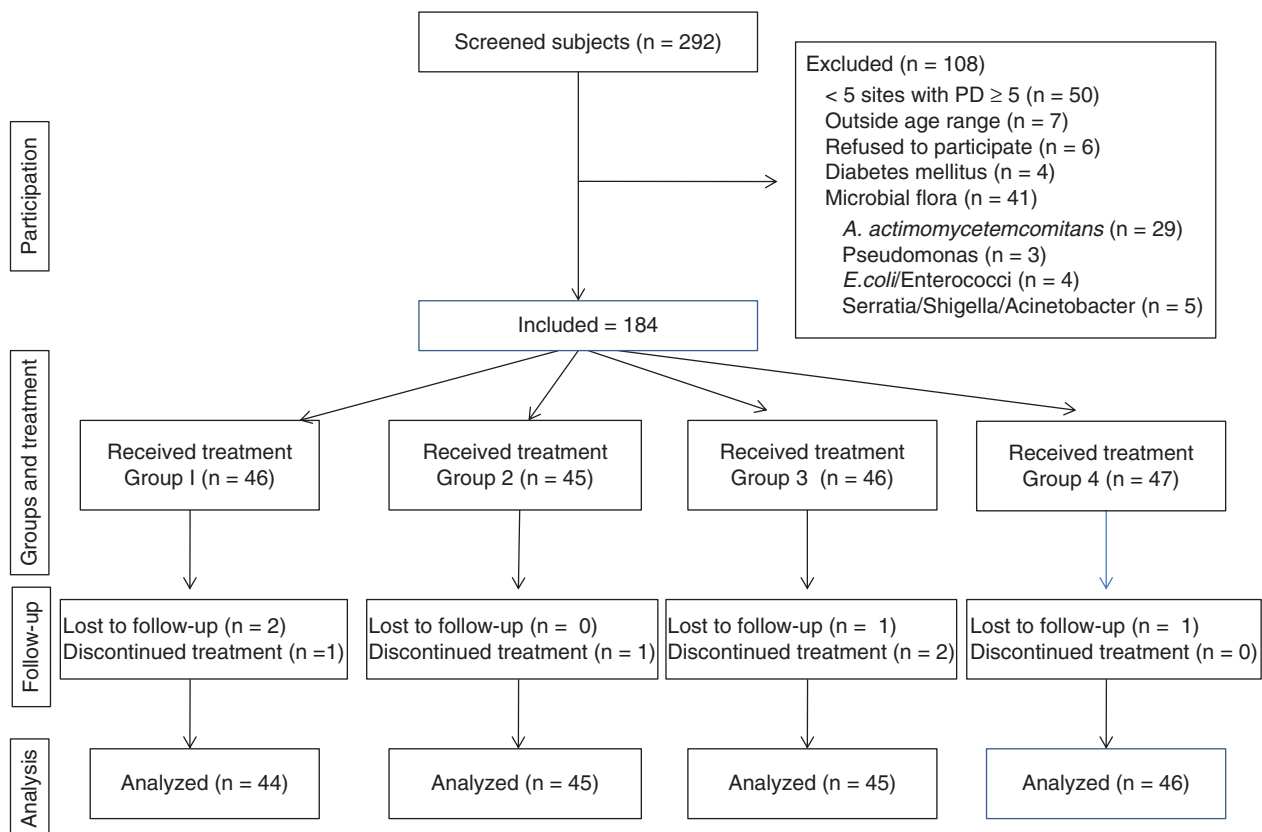 Screened subjects (n = 292)
Excluded (n = 108)
< 5 sites with PD ≥ 5 (n = 50)
Outside age range (n = 7)
Refused to participate (n = 6)
Diabetes mellitus (n = 4)
Microbial flora (n = 41)
A. actimomycetemcomitans (n = 29)
Pseudomonas (n = 3)
E.coli/Enterococci (n = 4)
Serratia/Shigella/Acinetobacter (n = 5)
Participation
Included = 184
Groups and treatment
Received treatment
Group I (n = 46)
Received treatment
Group 2 (n = 45)
Received treatment
Group 3 (n = 46)
Received treatment
Group 4 (n = 47)
Follow-up
Lost to follow-up (n = 2)
Discontinued treatment (n =1)
Lost to follow-up (n = 0)
Discontinued treatment (n = 1)
Lost to follow-up (n = 1)
Discontinued treatment (n = 2)
Lost to follow-up (n = 1)
Discontinued treatment (n = 0)
Analysis
Analyzed (n = 44)
Analyzed (n = 45)
Analyzed (n = 45)
Analyzed (n = 46)